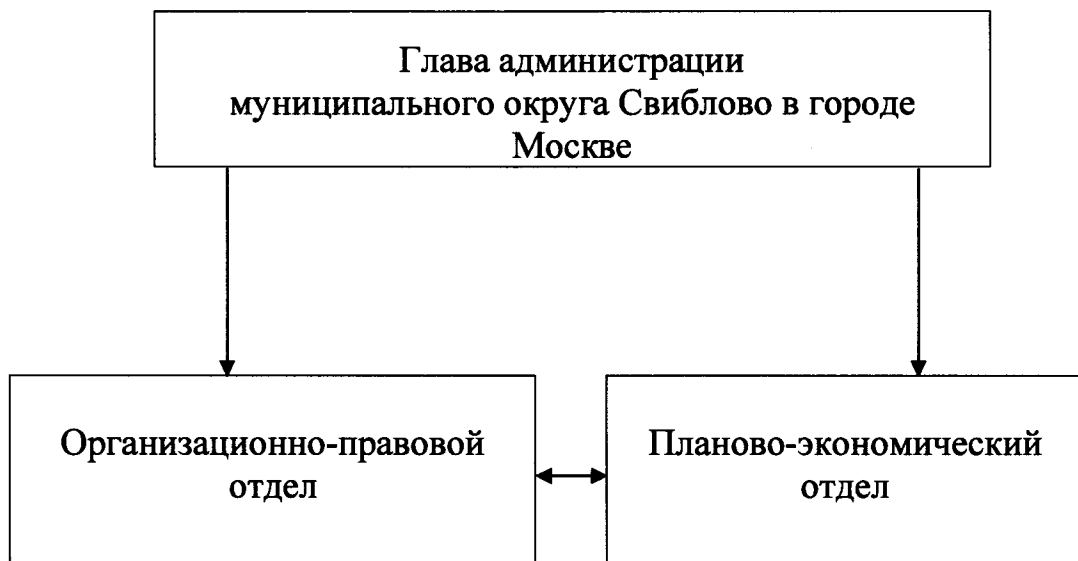 Глава администрации
муниципального округа Свиблово в городе
Москве
Организационно-правовой
отдел
Планово-экономический
отдел